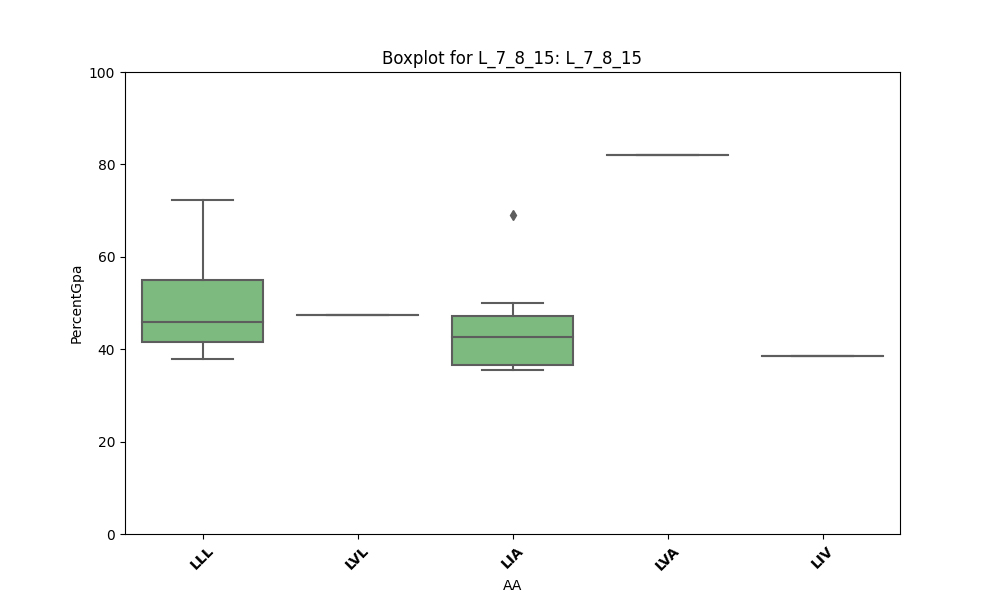 Boxplot for L_7_8_15: L_7_8_15
100
80
60
40
20
0
PercentGpa
LLL
LVL
LIA
LVA
LIV
AA